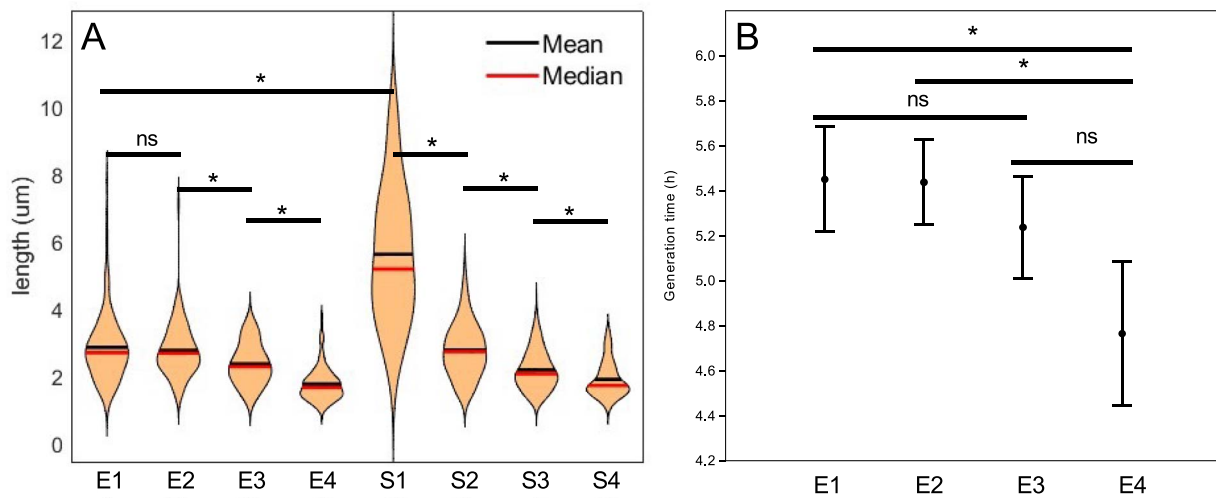 A
Mean
Median
length (um)
12
10
8
6
4
2
0
*
ns
*
*
*
*
*
E1 E2 E3 E4 S1 S2 S3 S4
B
Generation time (h)
6.2
6.0
5.8
5.6
5.4
5.2
5.0
4.8
4.6
4.4
4.2
*
*
ns
ns
E1 E2 E3 E4